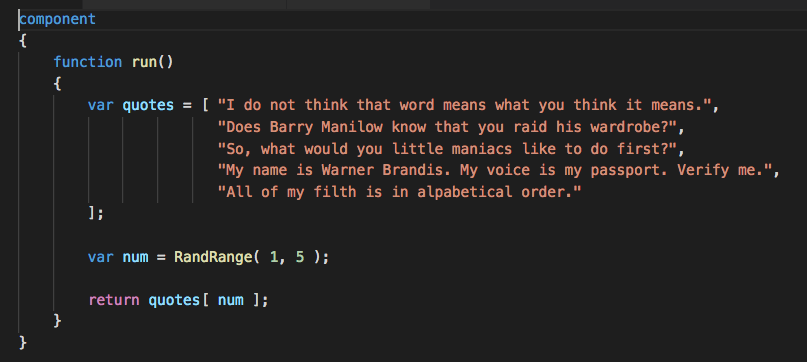 component
{
function run()
{
var quotes = [ "I do not think that word means what you think it means.",
"Does Barry Manilow know that you raid his wardrobe?",
"So, what would you little maniacs like to do first?",
"My name is Warner Brandis. My voice is my passport. Verify me.",
"All of my filth is in alpabetical order."
];
var num = RandRange( 1, 5 );
return quotes[ num ];
}
}